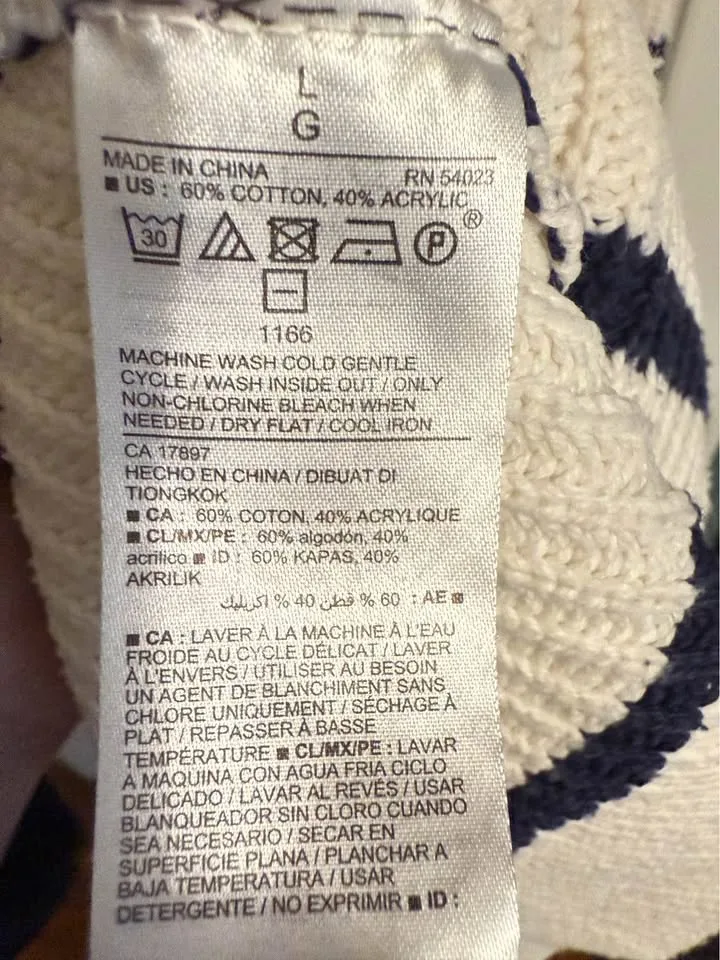 L
G
MADE IN CHINA RN 54023
■ US : 60% COTTON, 40% ACRYLIC
30 P ®
1166
MACHINE WASH COLD GENTLE
CYCLE / WASH INSIDE OUT / ONLY
NON-CHLORINE BLEACH WHEN
NEEDED / DRY FLAT / COOL IRON
CA 17897
HECHO EN CHINA / DIBUAT DI
TIONGKOK
■ CA : 60% COTON, 40% ACRYLIQUE
■ CL/MX/PE : 60% algodón, 40%
acrílico ■ ID : 60% KAPAS, 40%
AKRILIK
■ AE : 60 % قطن 40 % اكريليك
■ CA : LAVER À LA MACHINE À L'EAU
FROIDE AU CYCLE DÉLICAT / LAVER
À L'ENVERS / UTILISER AU BESOIN
UN AGENT DE BLANCHIMENT SANS
CHLORE UNIQUEMENT / SÉCHAGE À
PLAT / REPASSER À BASSE
TEMPÉRATURE ■ CL/MX/PE : LAVAR
A MAQUINA CON AGUA FRIA CICLO
DELICADO / LAVAR AL REVÉS / USAR
BLANQUEADOR SIN CLORO CUANDO
SEA NECESARIO / SECAR EN
SUPERFICIE PLANA / PLANCHAR A
BAJA TEMPERATURA / USAR
DETERGENTE / NO EXPRIMIR ■ ID :